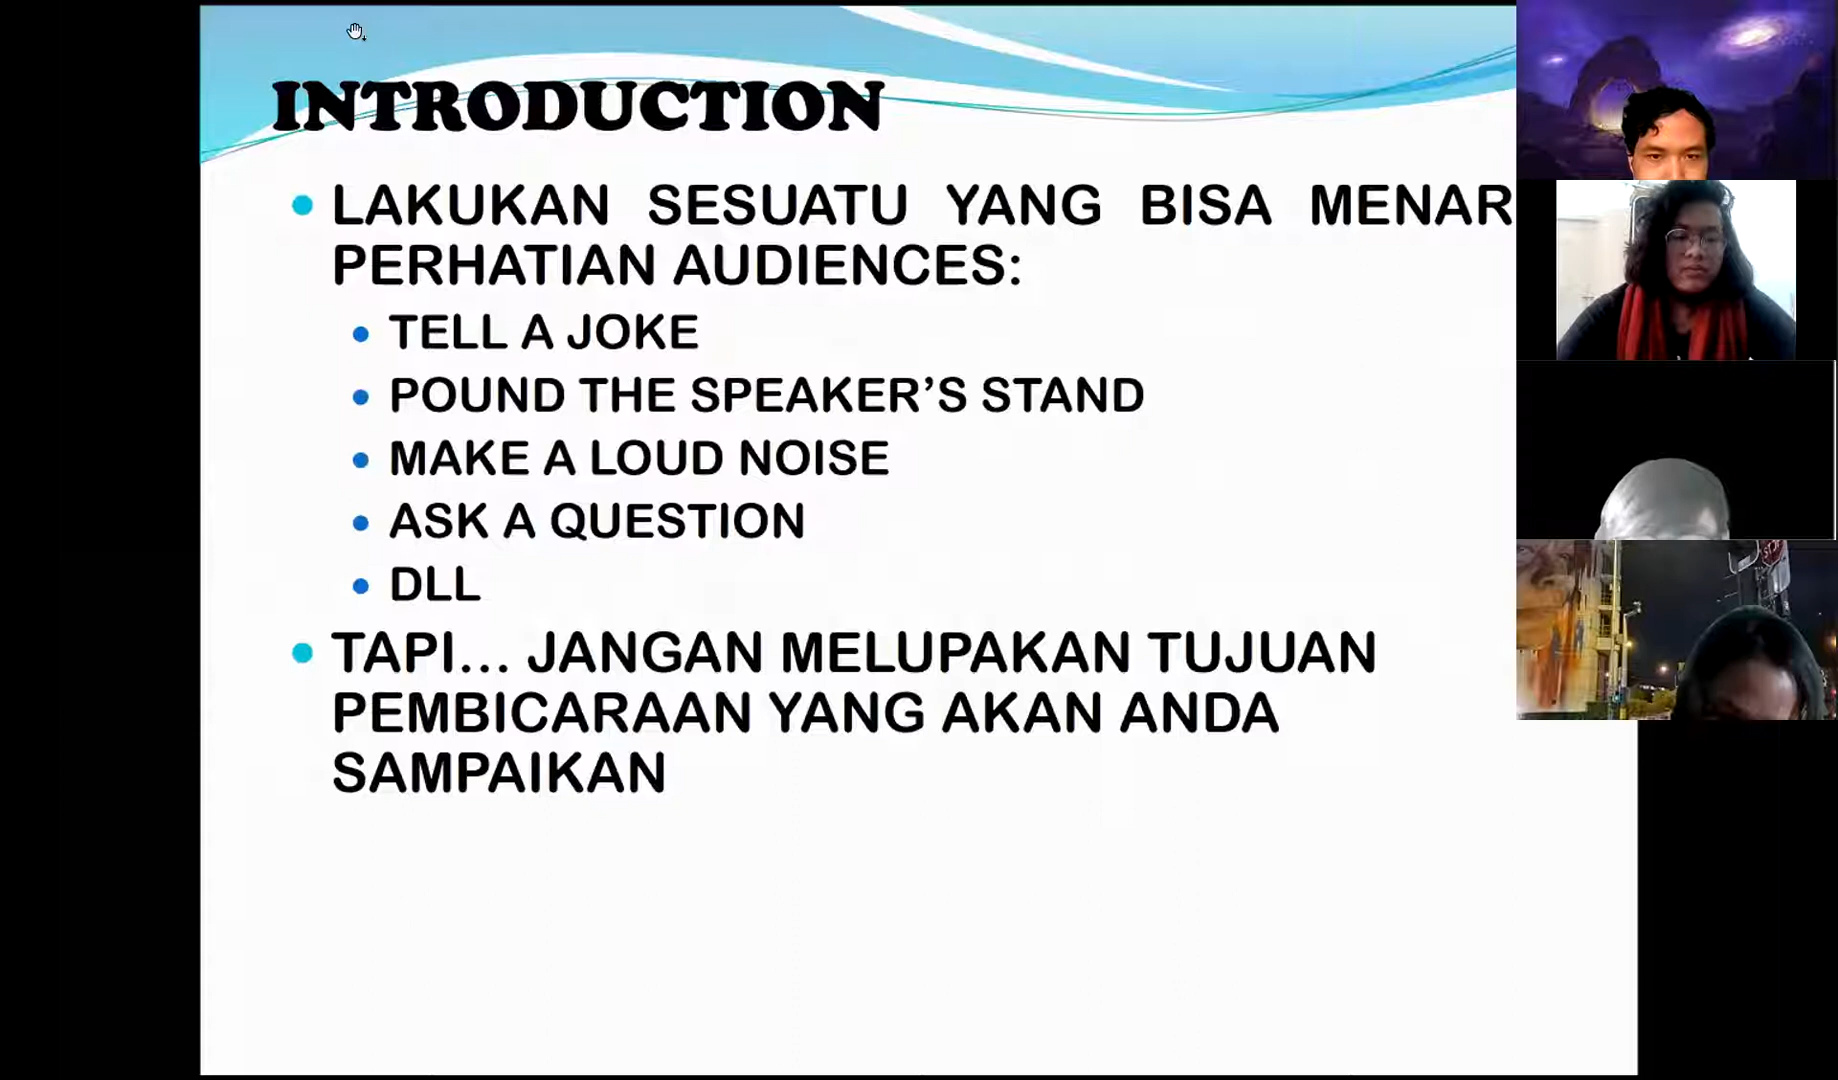 INTRODUCTION
LAKUKAN SESUATU YANG BISA MENAR
PERHATIAN AUDIENCES:
TELL A JOKE
POUND THE SPEAKER’S STAND
MAKE A LOUD NOISE
ASK A QUESTION
DLL
TAPI... JANGAN MELUPAKAN TUJUAN
PEMBICARAAN YANG AKAN ANDA
SAMPAIKAN